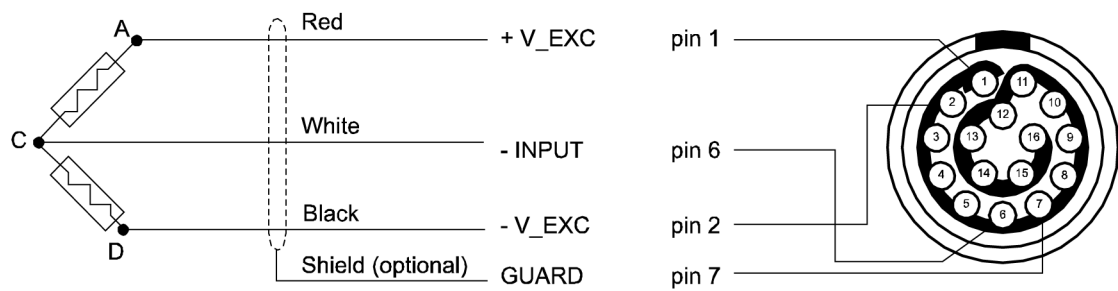 A Red + V_EXC pin 1
C White - INPUT pin 6
D Black - V_EXC pin 2
Shield (optional) GUARD pin 7
1 11
2 10
12
3 13 16 9
4 14 15 8
5 6 7